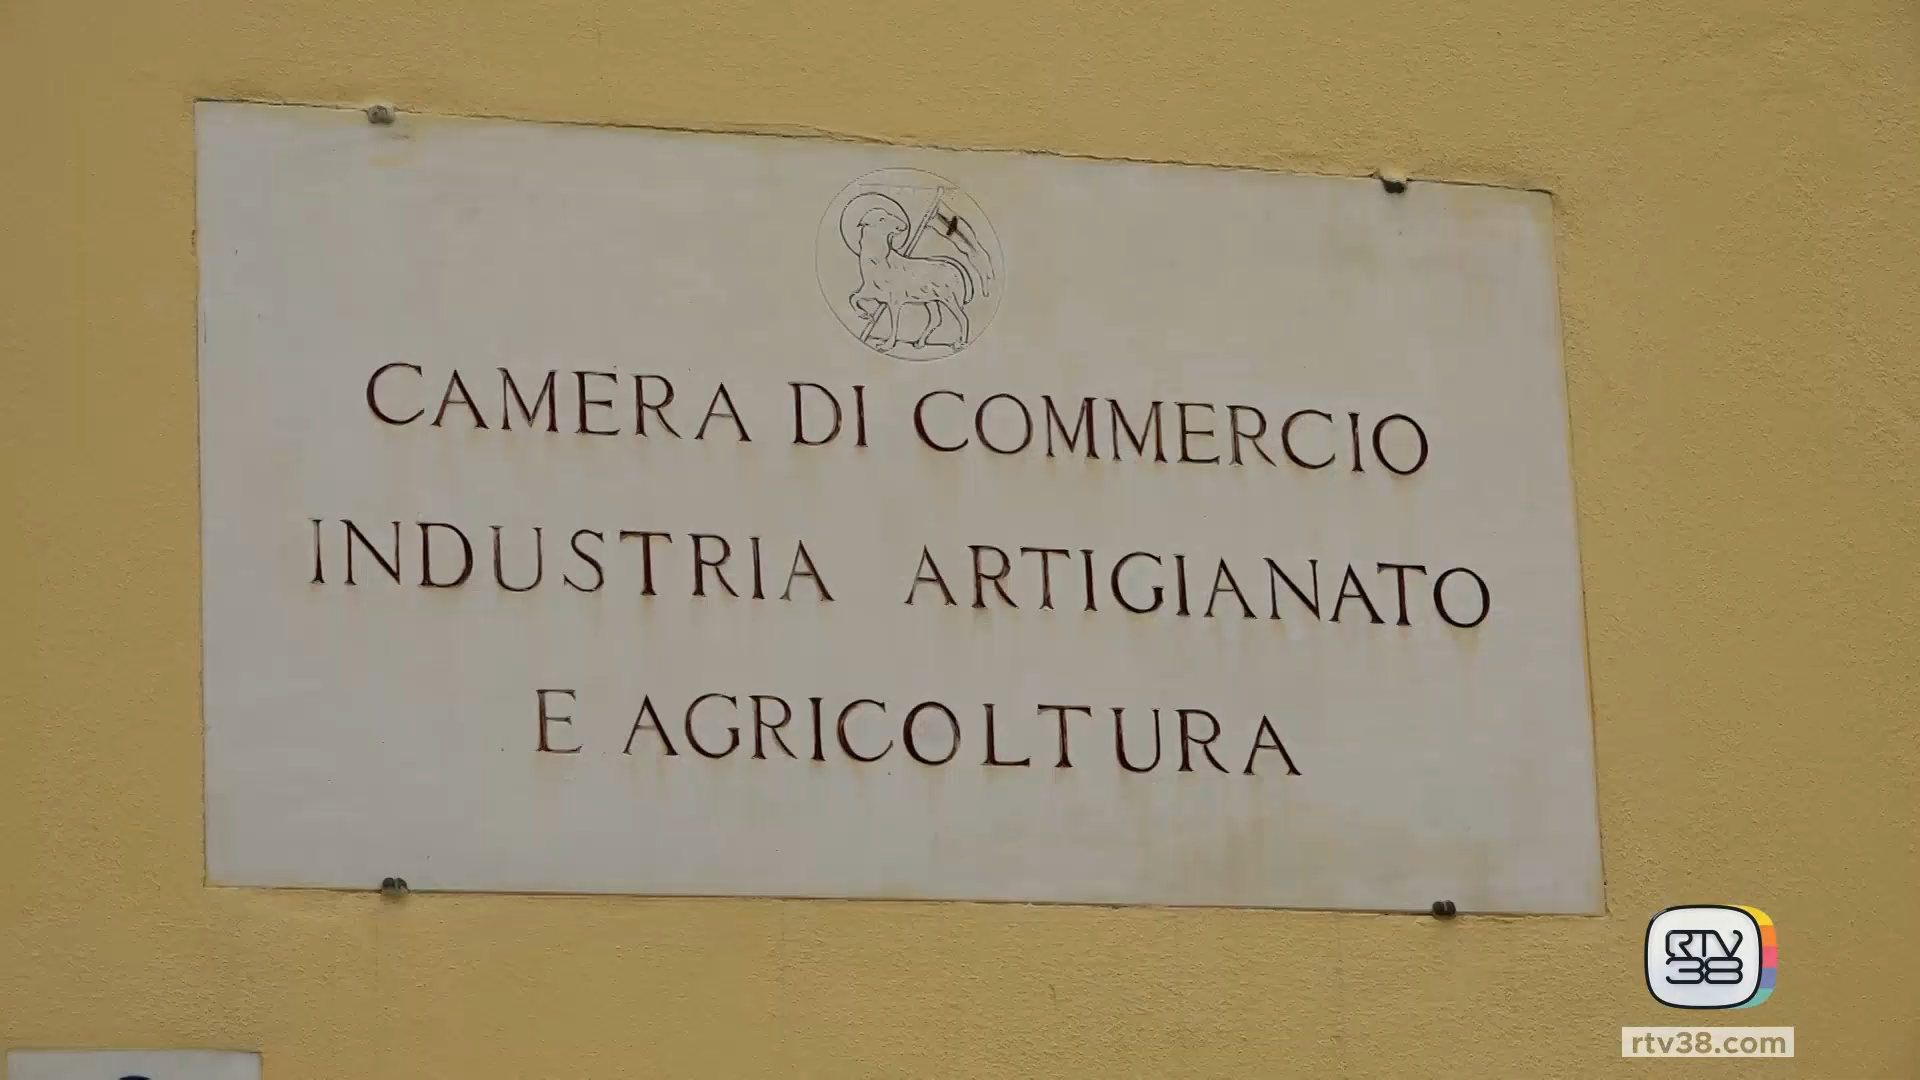 CAMERA DI COMMERCIO
INDUSTRIA ARTIGIANATO
E AGRICOLTURA
RTV
38
rtv38.com